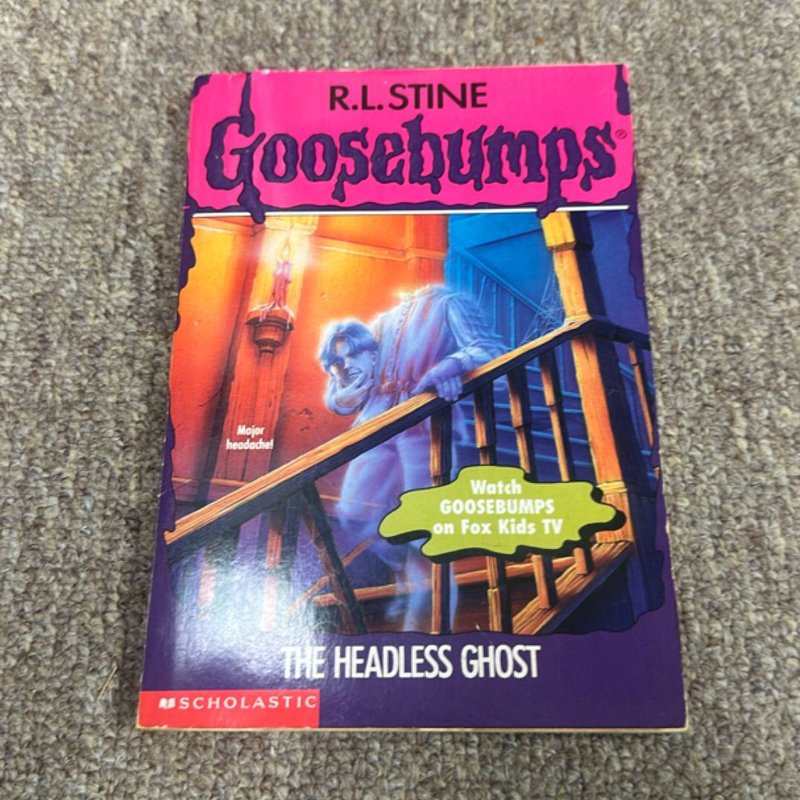 R.L. STINE
Goosebumps®
Major
headache!
Watch
GOOSEBUMPS
on Fox Kids TV
THE HEADLESS GHOST
SCHOLASTIC